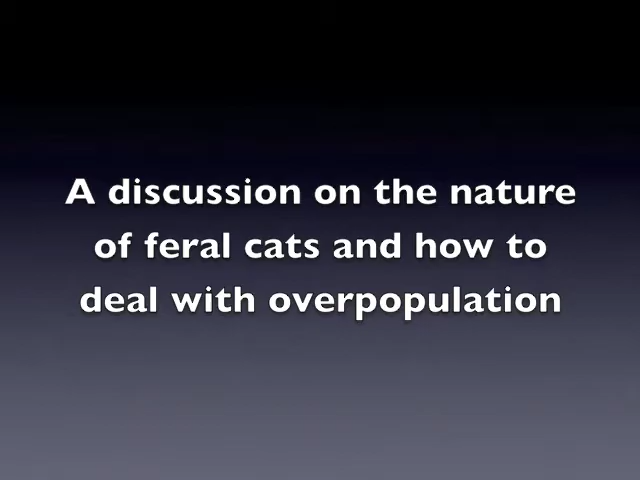 A discussion on the nature
of feral cats and how to
deal with overpopulation